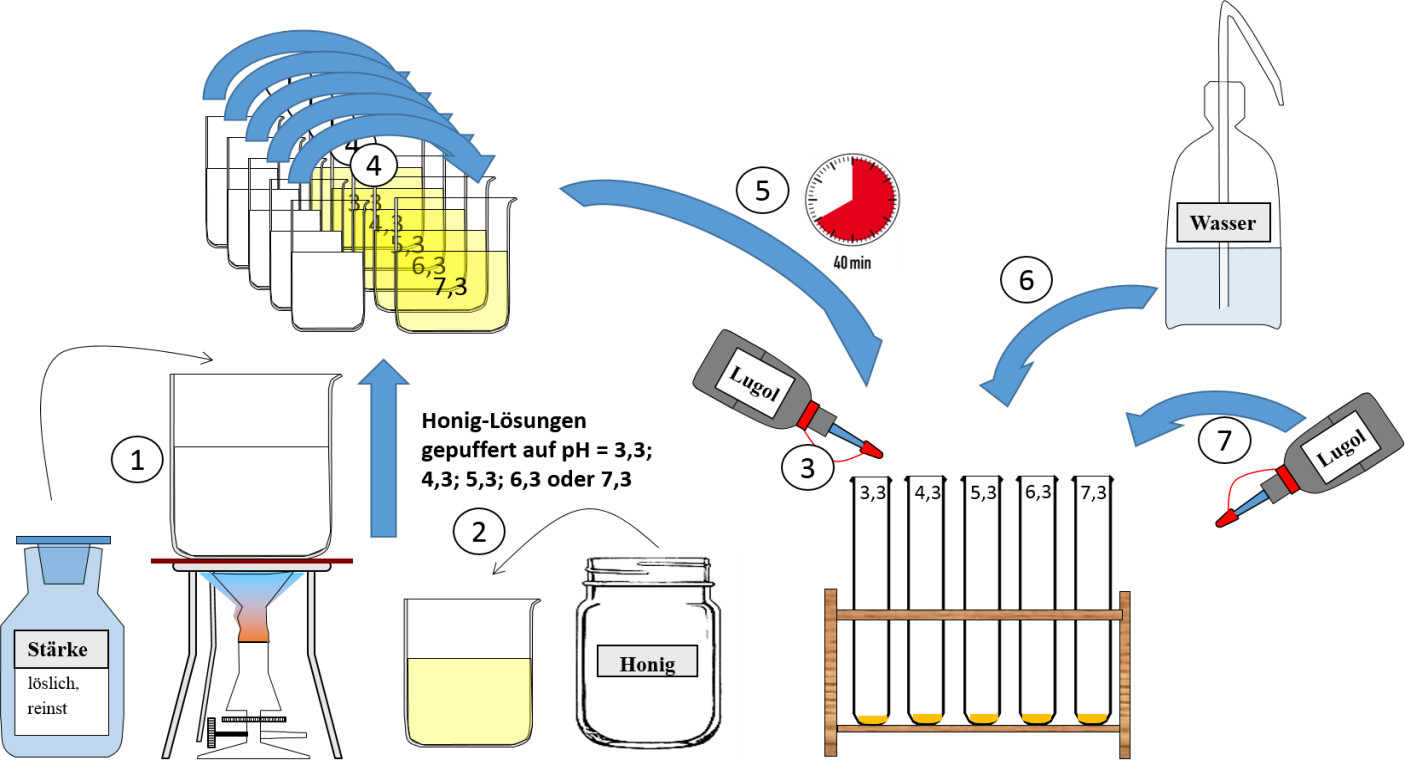 4
4
3,3
4,3
5,3
6,3
7,3
5
40 min
Wasser
6
1
Honig-Lösungen
gepuffert auf pH = 3,3;
4,3; 5,3; 6,3 oder 7,3
2
Lugol
3
7
Lugol
3,3
4,3
5,3
6,3
7,3
Stärke
löslich,
reinst
Honig